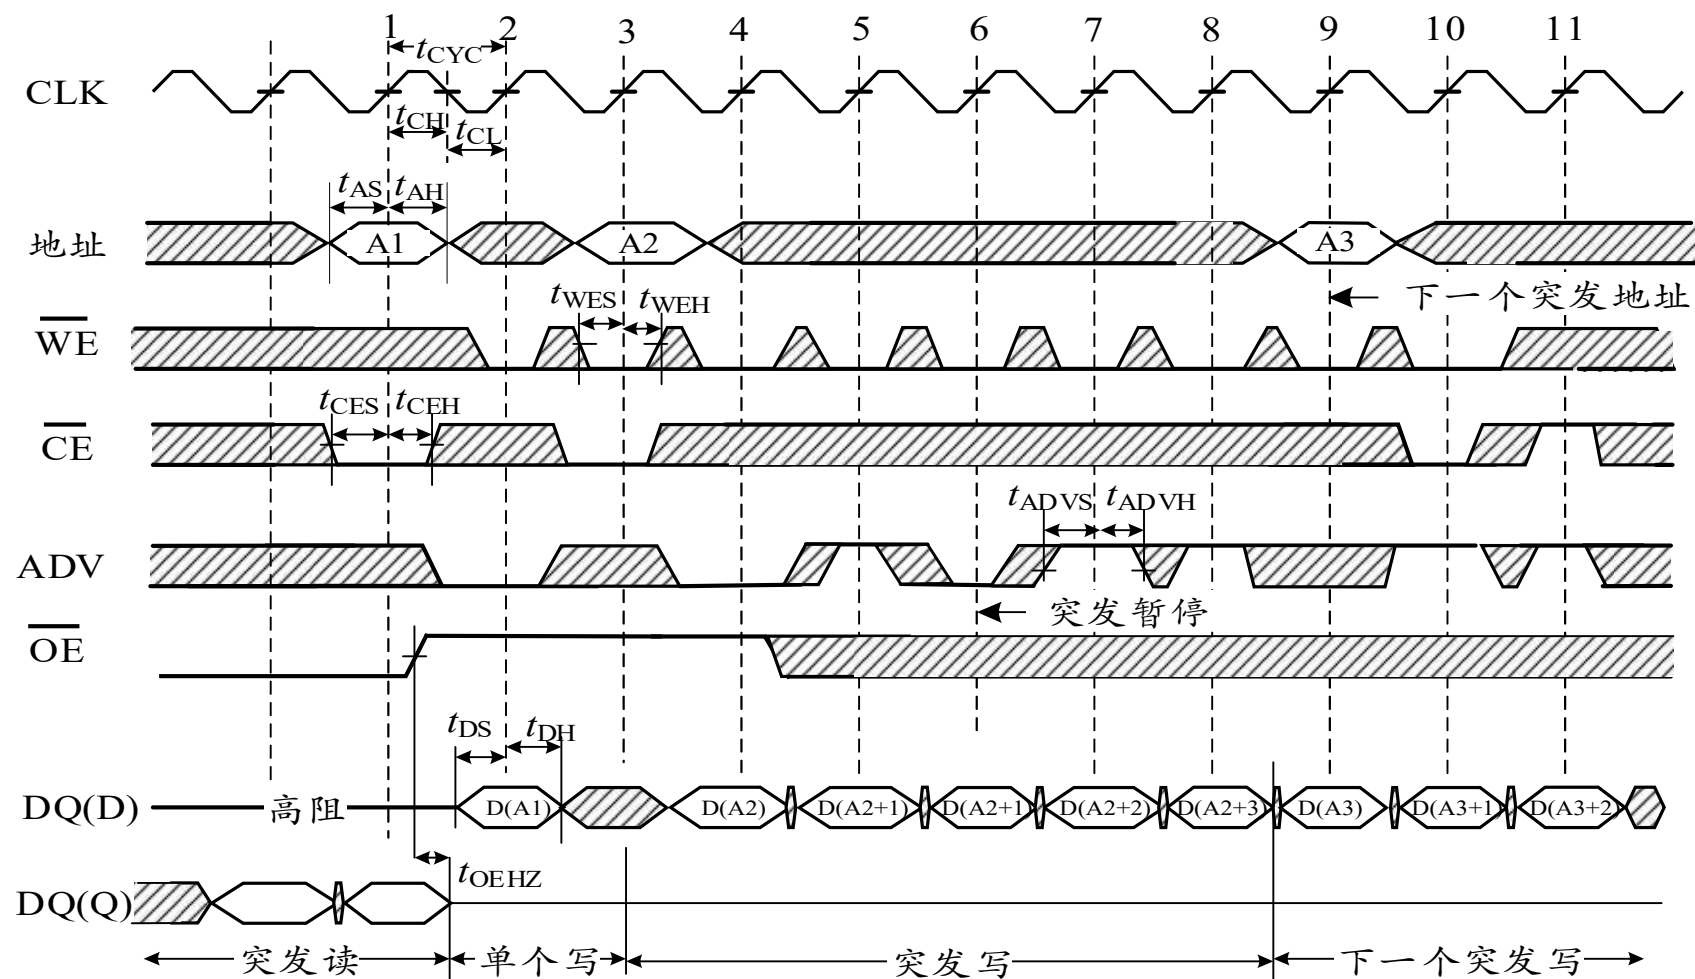 1 2 3 4 5 6 7 8 9 10 11
tCYC
CLK
tCH
tCL
tAS tAH
地址 A1 A2 A3
下一个突发地址
tWES tWEH
WE
tCES tCEH
CE
tADVS tADVH
ADV
突发暂停
OE
tDS tDH
DQ(D) 高阻 D(A1) D(A2) D(A2+1) D(A2+1) D(A2+2) D(A2+3) D(A3) D(A3+1) D(A3+2)
tOEHZ
DQ(Q)
突发读 单个写 突发写 下一个突发写